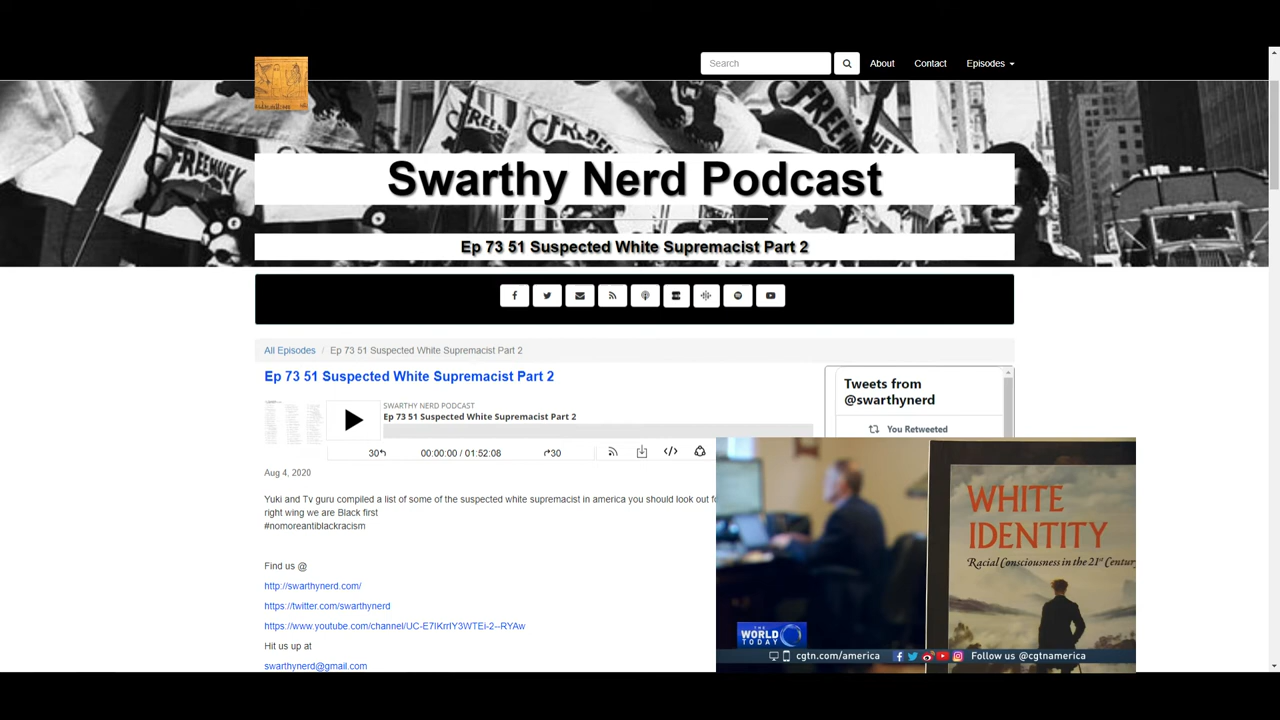 Search
About
Contact
Episodes
FREE HUEY
Swarthy Nerd Podcast
Ep 73 51 Suspected White Supremacist Part 2
All Episodes / Ep 73 51 Suspected White Supremacist Part 2
Ep 73 51 Suspected White Supremacist Part 2
SWARTHY NERD PODCAST
Ep 73 51 Suspected White Supremacist Part 2
30
00:00:00 / 01:52:08
30
Aug 4, 2020
Yuki and Tv guru compiled a list of some of the suspected white supremacist in america you should look out
right wing we are Black first
#nomoreantiblackracism
Find us @
http://swarthynerd.com/
https://twitter.com/swarthynerd
https://www.youtube.com/channel/UC-E7IKrrIY3WTEi-2--RYAw
Hit us up at
swarthynerd@gmail.com
Tweets from
@swarthynerd
You Retweeted
WHITE
IDENTITY
Racial Consciousness in the 21st Century
THE
WORLD
TODAY
cgtn.com/america
Follow us @cgtnamerica